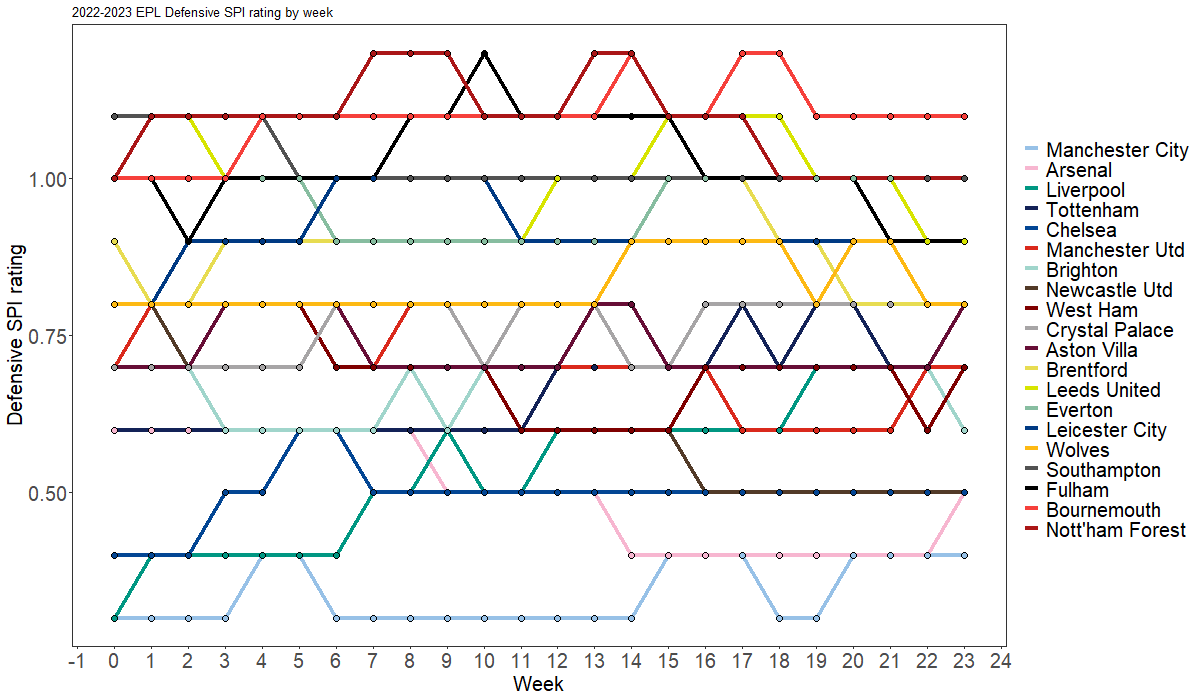 2022-2023 EPL Defensive SPI rating by week
Defensive SPI rating
1.00
0.75
0.50
-1 0 1 2 3 4 5 6 7 8 9 10 11 12 13 14 15 16 17 18 19 20 21 22 23 24
Week
Manchester City
Arsenal
Liverpool
Tottenham
Chelsea
Manchester Utd
Brighton
Newcastle Utd
West Ham
Crystal Palace
Aston Villa
Brentford
Leeds United
Everton
Leicester City
Wolves
Southampton
Fulham
Bournemouth
Nott'ham Forest